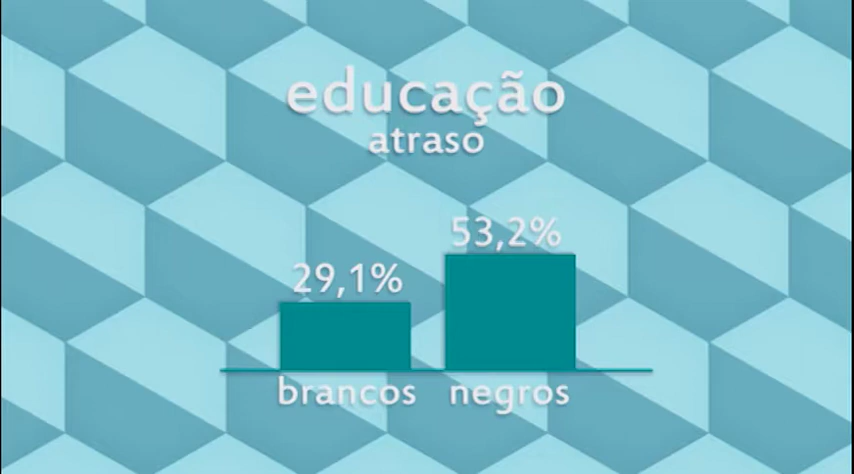 educação
atraso
53,2%
29,1%
brancos negros